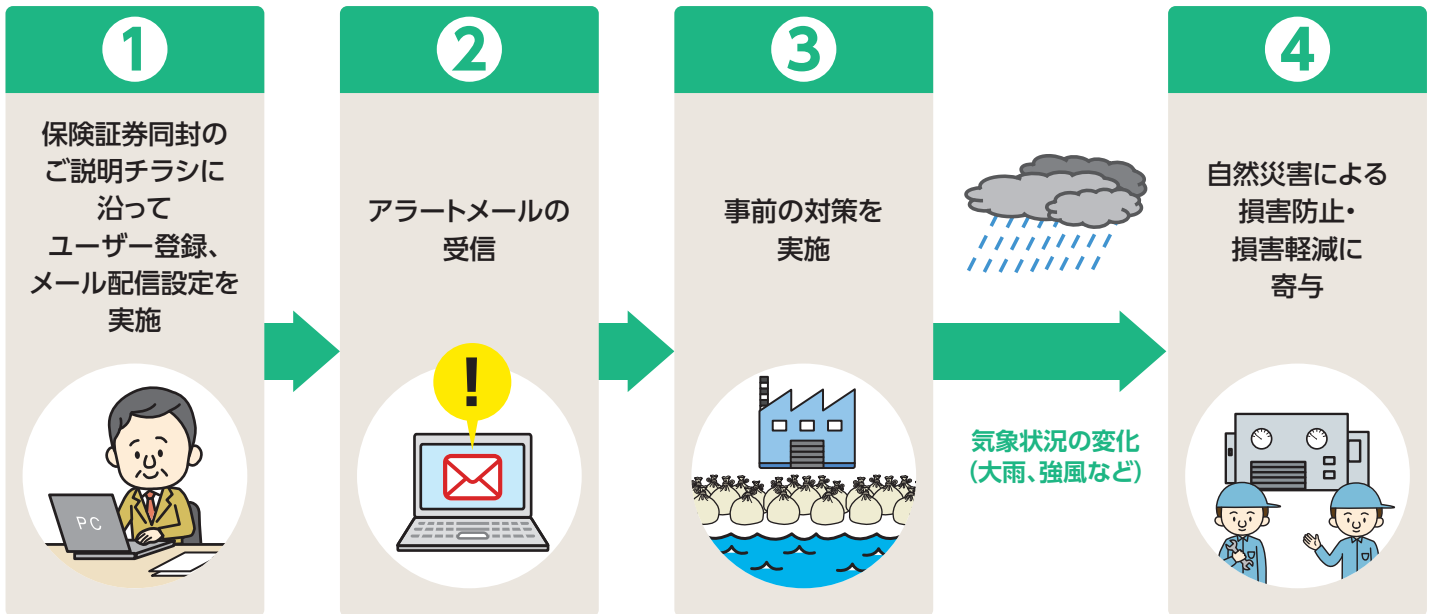 1
保険証券同封の
ご説明チラシに
沿って
ユーザー登録、
メール配信設定を
実施
PC
2
アラートメールの
受信
!
3
事前の対策を
実施
気象状況の変化
(大雨、強風など)
4
自然災害による
損害防止・
損害軽減に
寄与